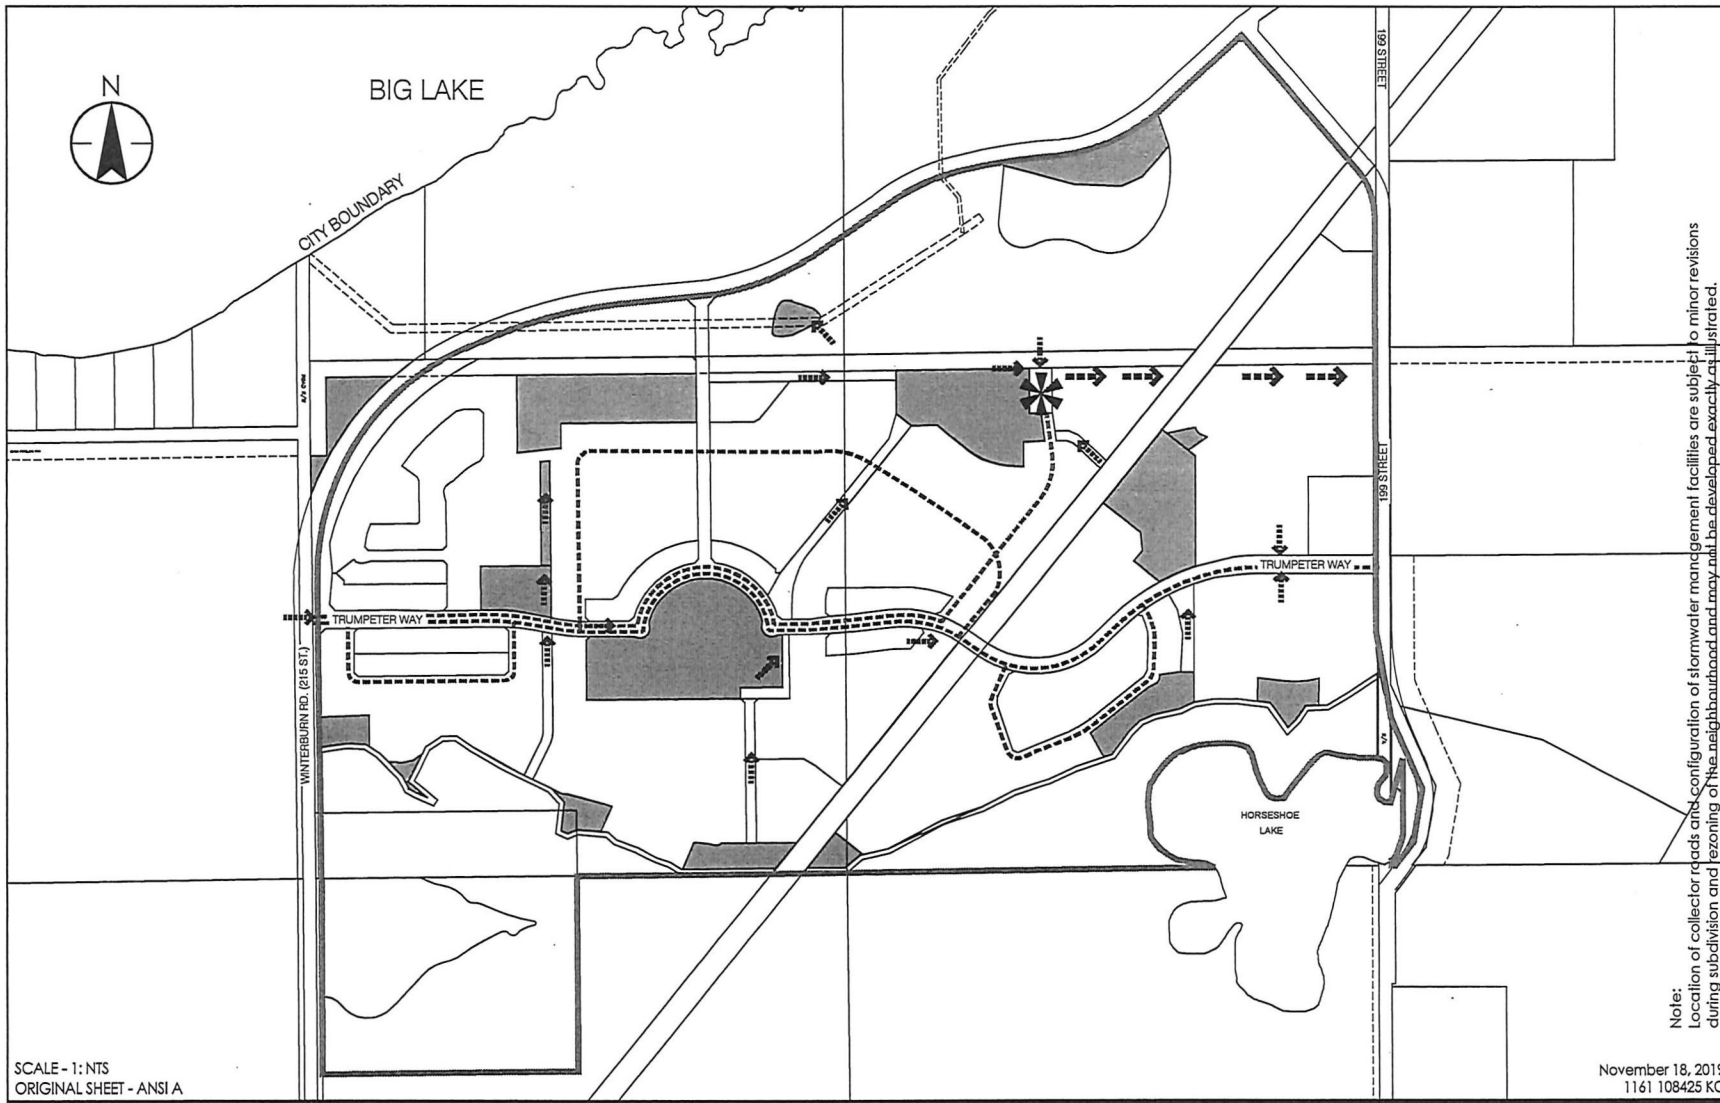 N
BIG LAKE
CITY BOUNDARY
199 STREET
199 STREET
TRUMPETER WAY
TRUMPETER WAY
WINTERBURN RD. (215 ST.)
HORSESHOE
LAKE
Note:
Location of collector roads and configuration of stormwater management facilities are subject to minor revisions
during subdivision and rezoning of the neighbourhood and may not be developed exactly as illustrated.
SCALE - 1: NTS
ORIGINAL SHEET - ANSI A
November 18, 2019
1161 108425 KC